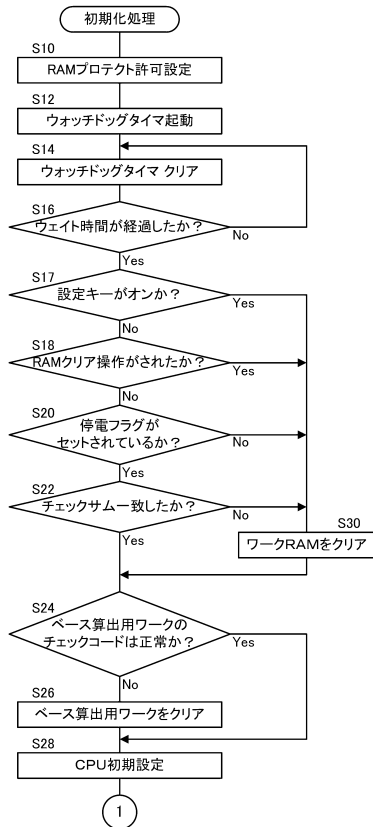 初期化処理
S10
RAMプロテクト許可設定
S12
ウォッチドッグタイマ起動
S14
ウォッチドッグタイマ クリア
S16
ウェイト時間が経過したか？
No
Yes
S17
設定キーがオンか？
Yes
No
S18
RAMクリア操作がされたか？
Yes
No
S20
停電フラグが
セットされているか？
No
Yes
S22
チェックサム一致したか？
No
Yes
S30
ワークRAMをクリア
S24
ベース算出用ワークの
チェックコードは正常か？
Yes
No
S26
ベース算出用ワークをクリア
S28
CPU初期設定
1